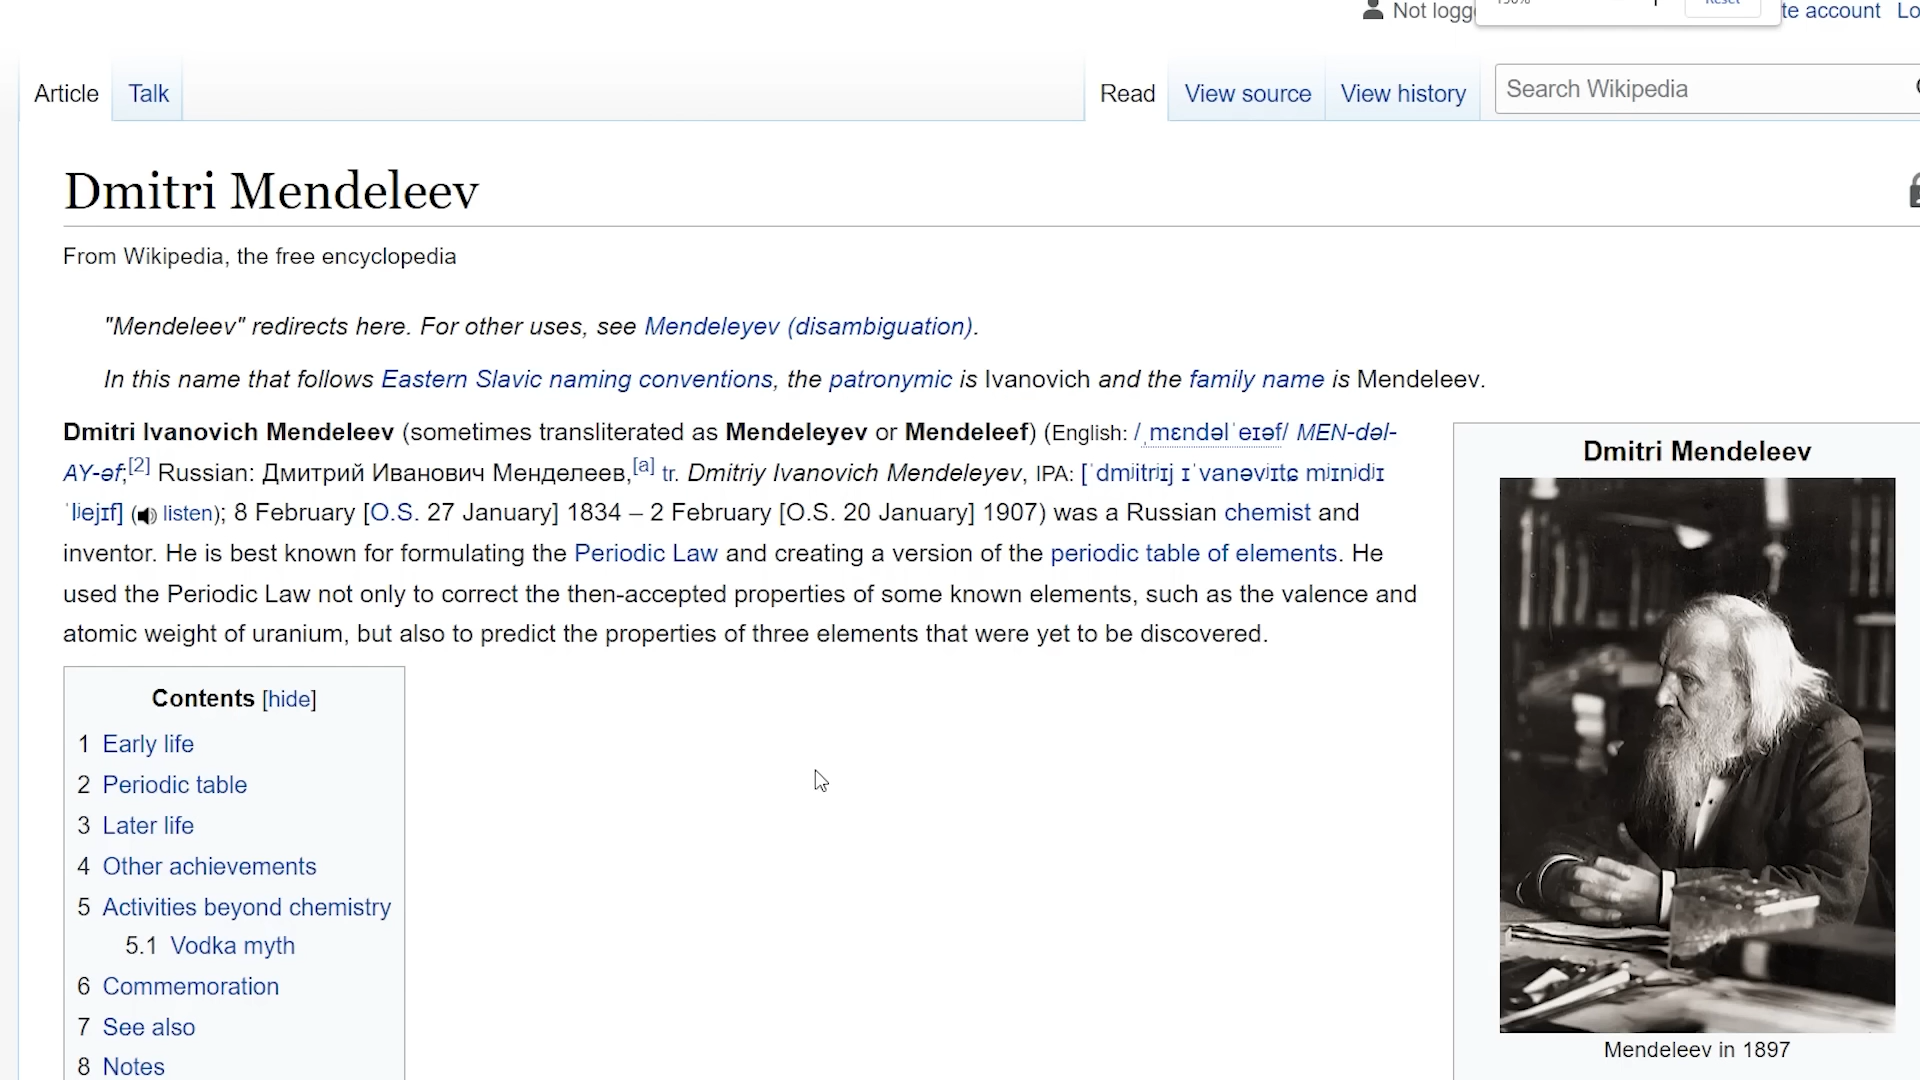 Not logg
te account Lo
Article Talk Read View source View history Search Wikipedia
Dmitri Mendeleev
From Wikipedia, the free encyclopedia
"Mendeleev" redirects here. For other uses, see Mendeleyev (disambiguation).
In this name that follows Eastern Slavic naming conventions, the patronymic is Ivanovich and the family name is Mendeleev.
Dmitri Ivanovich Mendeleev (sometimes transliterated as Mendeleyev or Mendeleef) (English: /ˌmɛndəlˈeɪəf/ MEN-dəl-
AY-əf;[2] Russian: Дмитрий Иванович Менделеев,[a] tr. Dmitriy Ivanovich Mendeleyev, IPA: [ˈdmʲitrʲɪj ɪˈvanəvʲɪtɕ mʲɪnʲdʲɪ
ˈlʲejɪf] (listen); 8 February [O.S. 27 January] 1834 – 2 February [O.S. 20 January] 1907) was a Russian chemist and
inventor. He is best known for formulating the Periodic Law and creating a version of the periodic table of elements. He
used the Periodic Law not only to correct the then-accepted properties of some known elements, such as the valence and
atomic weight of uranium, but also to predict the properties of three elements that were yet to be discovered.
Contents [hide]
1 Early life
2 Periodic table
3 Later life
4 Other achievements
5 Activities beyond chemistry
5.1 Vodka myth
6 Commemoration
7 See also
8 Notes
Dmitri Mendeleev
Mendeleev in 1897